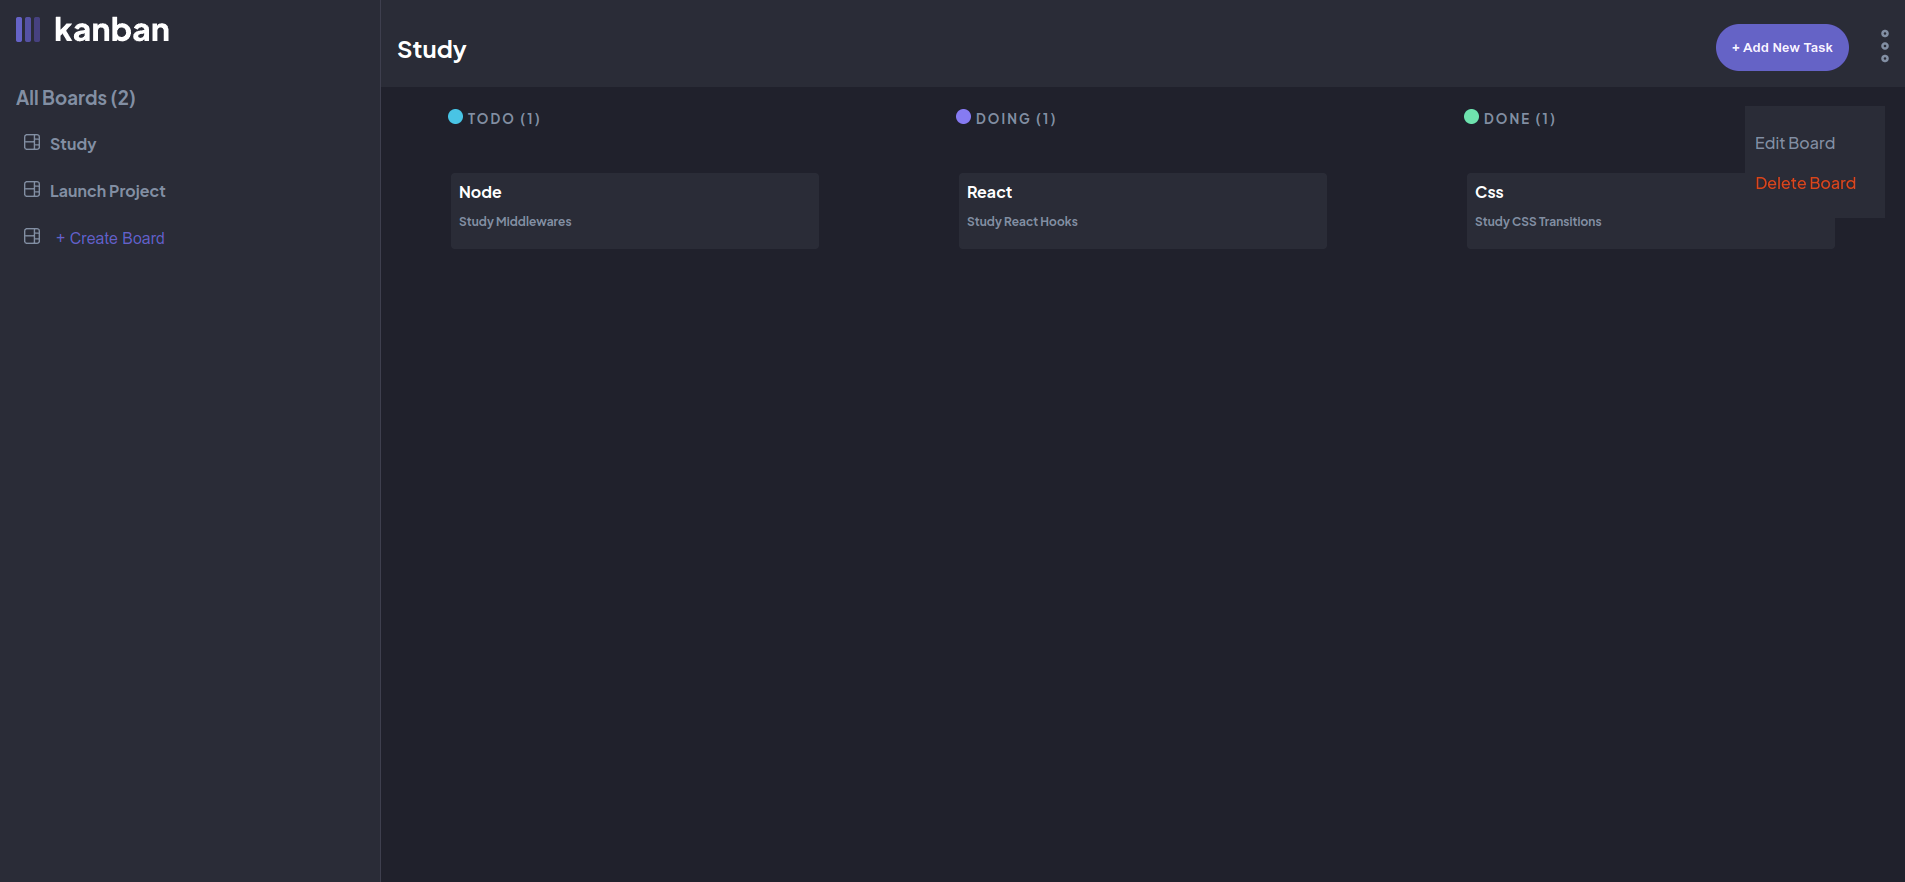 kanban
All Boards (2)
Study
Launch Project
+ Create Board
Study
+ Add New Task
TODO (1)
Node
Study Middlewares
DOING (1)
React
Study React Hooks
DONE (1)
Css
Study CSS Transitions
Edit Board
Delete Board